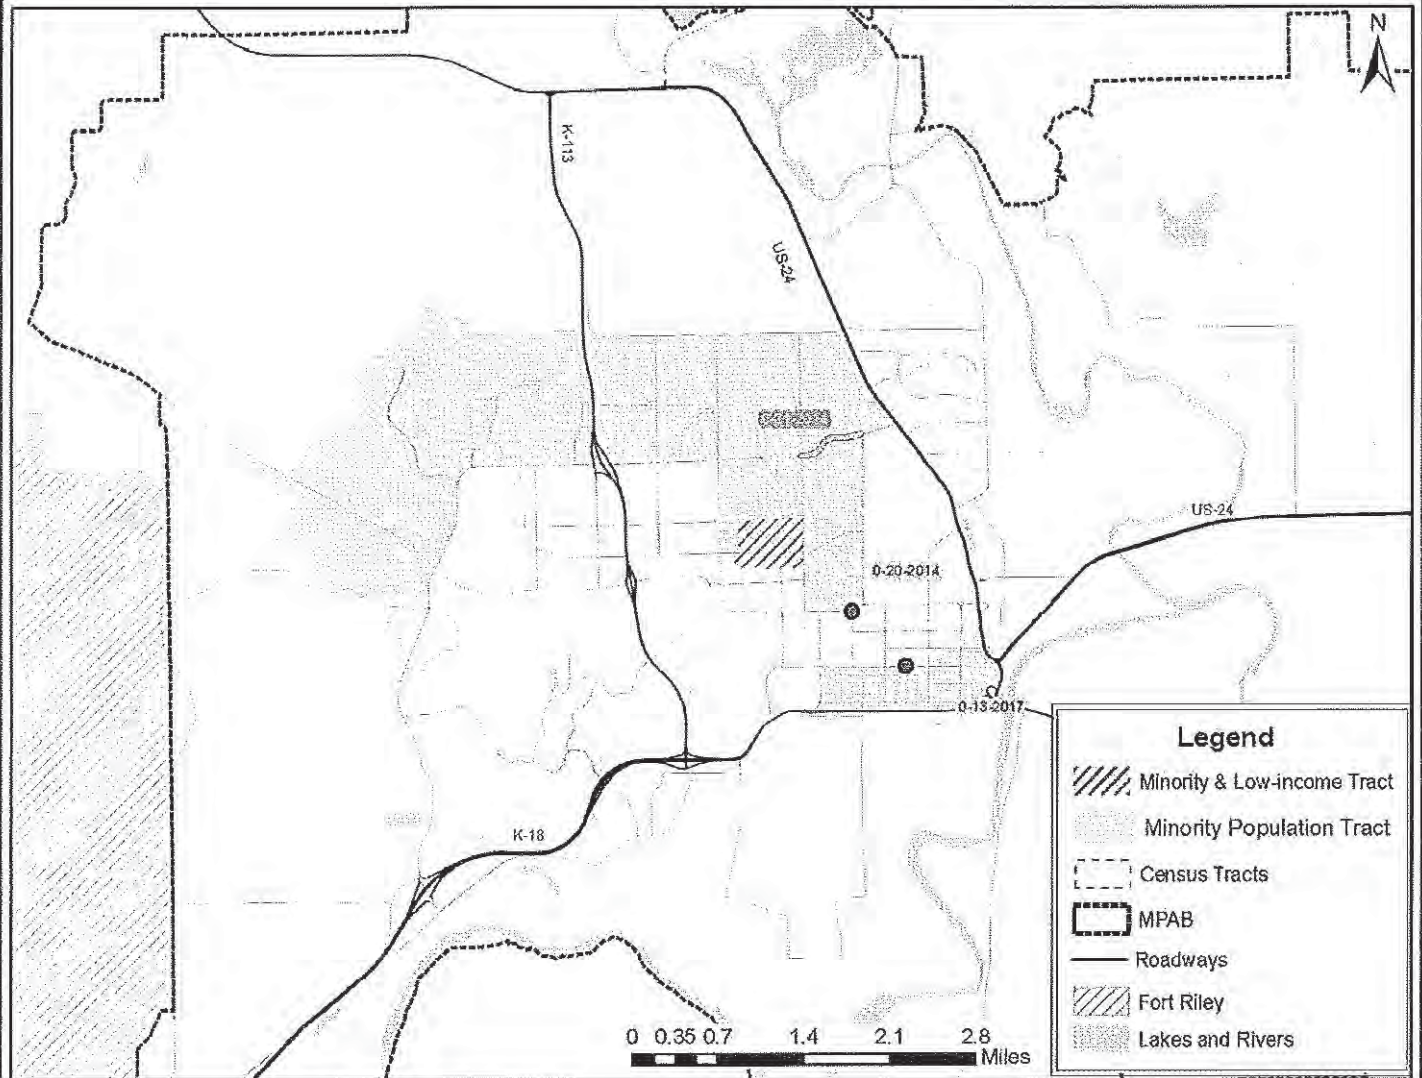 N
K-113
US-24
US-24
0-20-2014
0-13-2017
K-18
Legend
Minority & Low-income Tract
Minority Population Tract
Census Tracts
MPAB
Roadways
Fort Riley
Lakes and Rivers
0 0.35 0.7 1.4 2.1 2.8
Miles